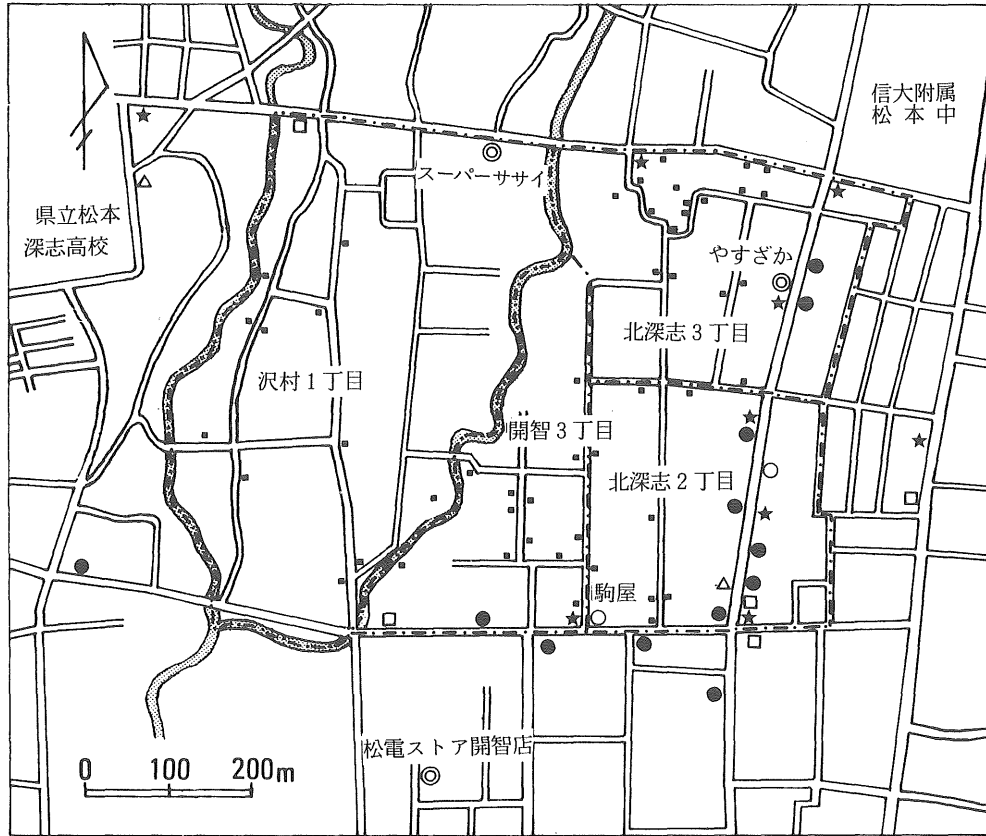 信大附属
松本中
スーパーササイ
県立松本
深志高校
やすざか
北深志3丁目
沢村1丁目
開智3丁目
北深志2丁目
駒屋
松電ストア開智店
0 100 200m